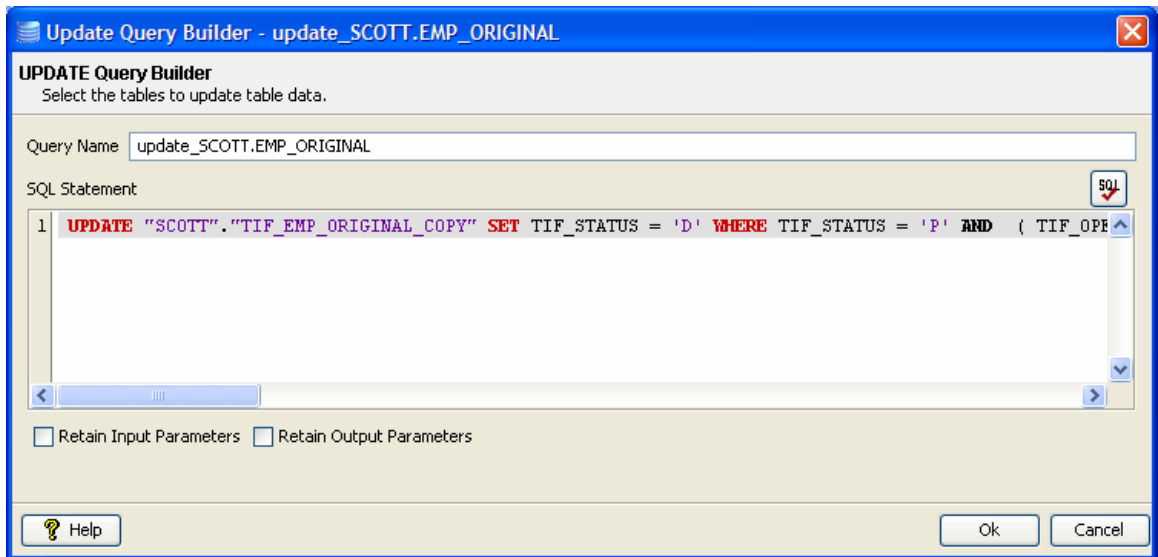 Update Query Builder - update_SCOTT.EMP_ORIGINAL
UPDATE Query Builder
Select the tables to update table data.
Query Name update_SCOTT.EMP_ORIGINAL
SQL Statement
SQL
1 UPDATE "SCOTT"."TIF_EMP_ORIGINAL_COPY" SET TIF_STATUS = 'D' WHERE TIF_STATUS = 'P' AND ( 
Retain Input Parameters Retain Output Parameters
Help Ok Cancel